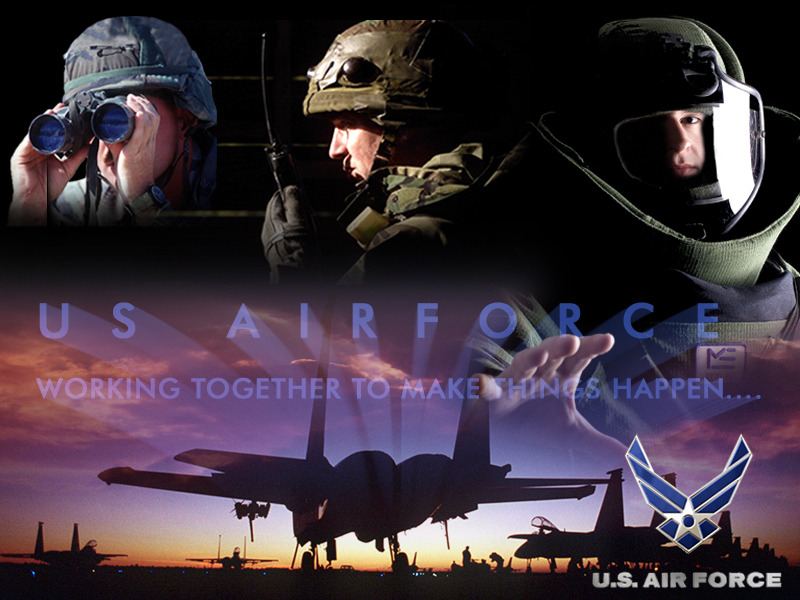 US AIRFORCE
WORKING TOGETHER TO MAKE THINGS HAPPEN....
U.S. AIR FORCE